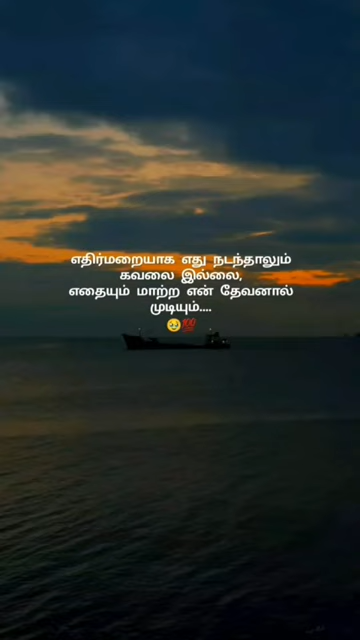 எதிர்மறையாக எது நடந்தாலும்
கவலை இல்லை,
எதையும் மாற்ற என் தேவனால்
முடியும்....
🥹💯